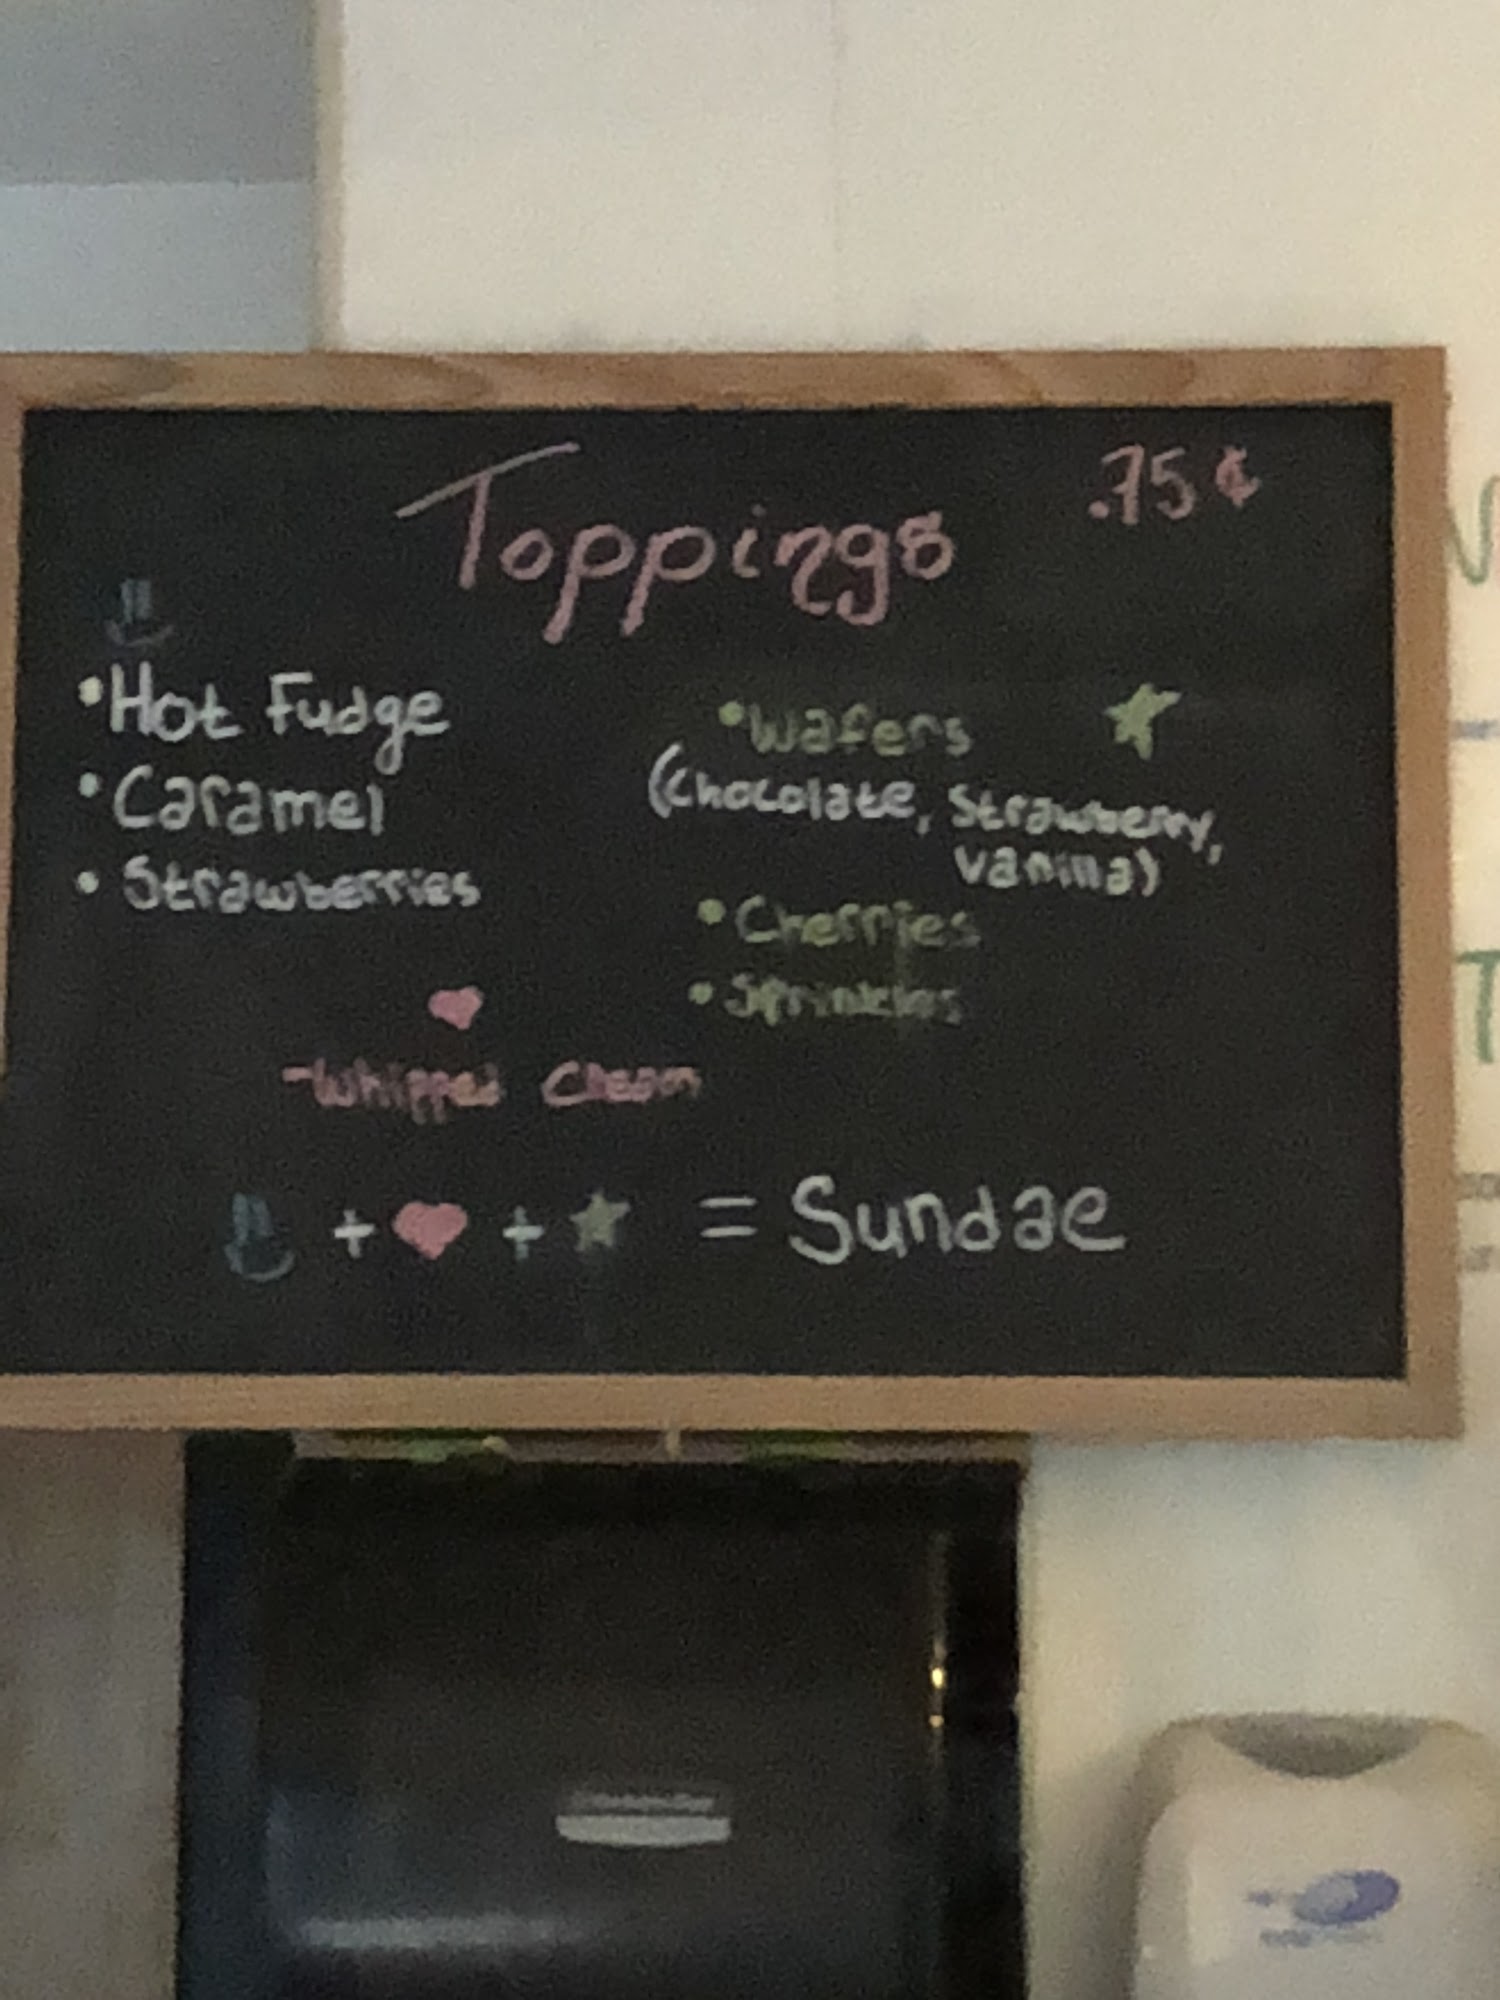 Toppings .75¢
• Hot Fudge
• Caramel
• Strawberries
• Wafers
(Chocolate, Strawberry,
Vanilla)
• Cherries
• Sprinkles
- Whipped Cream
+ + = Sundae